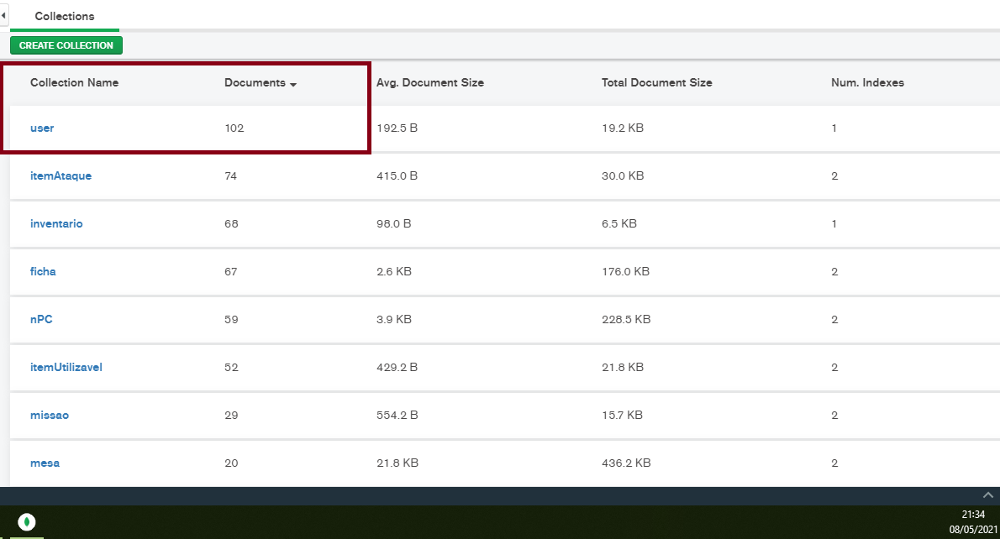 Collections
CREATE COLLECTION
Collection Name Documents Avg. Document Size Total Document Size Num. Indexes
user 102 192.5 B 19.2 KB 1
itemAtaque 74 415.0 B 30.0 KB 2
inventario 68 98.0 B 6.5 KB 1
ficha 67 2.6 KB 176.0 KB 2
nPC 59 3.9 KB 228.5 KB 2
itemUtilizavel 52 429.2 B 21.8 KB 2
missao 29 554.2 B 15.7 KB 2
mesa 20 21.8 KB 436.2 KB 2
21:34
08/05/2021